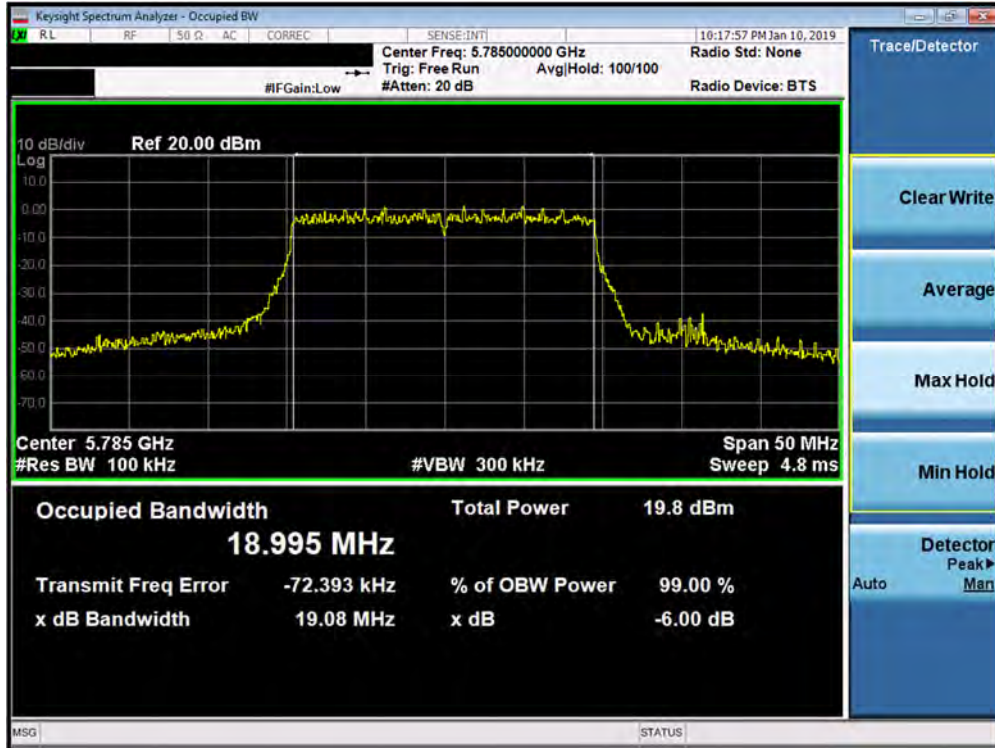 Keysight Spectrum Analyzer - Occupied BW
RL RF 50 Ω AC CORREC SENSE:INT 10:17:57 PM Jan 10, 2019
Center Freq: 5.785000000 GHz Radio Std: None
Trig: Free Run Avg|Hold: 100/100
#IFGain:Low #Atten: 20 dB Radio Device: BTS
10 dB/div Ref 20.00 dBm
Log
10.0
0.00
-10.0
-20.0
-30.0
-40.0
-50.0
-60.0
-70.0
Center 5.785 GHz Span 50 MHz
#Res BW 100 kHz #VBW 300 kHz Sweep 4.8 ms
Occupied Bandwidth Total Power 19.8 dBm
18.995 MHz
Transmit Freq Error -72.393 kHz % of OBW Power 99.00 %
x dB Bandwidth 19.08 MHz x dB -6.00 dB
MSG STATUS
Trace/Detector
Clear Write
Average
Max Hold
Min Hold
Detector
Peak▶
Auto Man